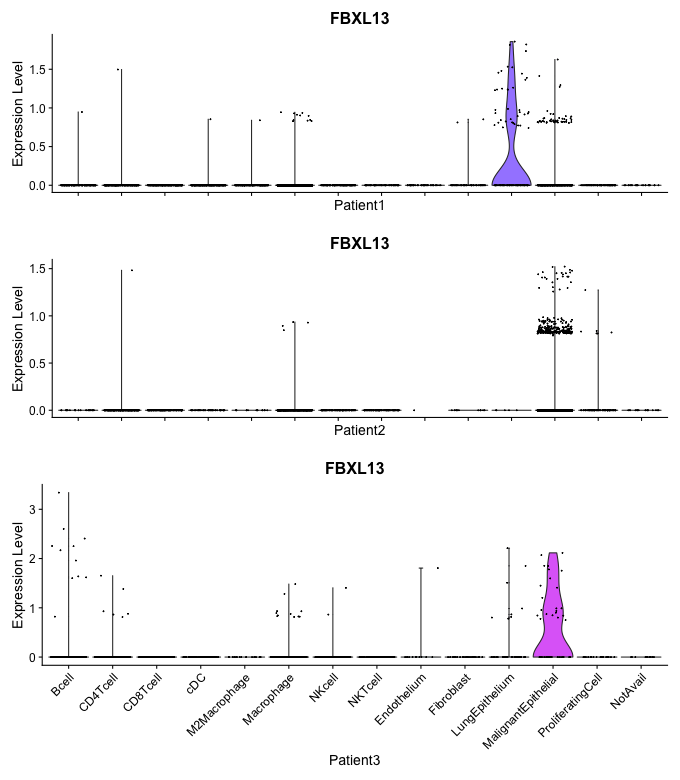 FBXL13
Expression Level
1.5
1.0
0.5
0.0
Patient1
FBXL13
Expression Level
1.5
1.0
0.5
0.0
Patient2
FBXL13
Expression Level
3
2
1
0
Bcell
CD4Tcell
CD8Tcell
cDC
M2Macrophage
Macrophage
NKcell
NKTcell
Endothelium
Fibroblast
LungEpithelium
MalignantEpithelial
ProliferatingCell
NotAvail
Patient3